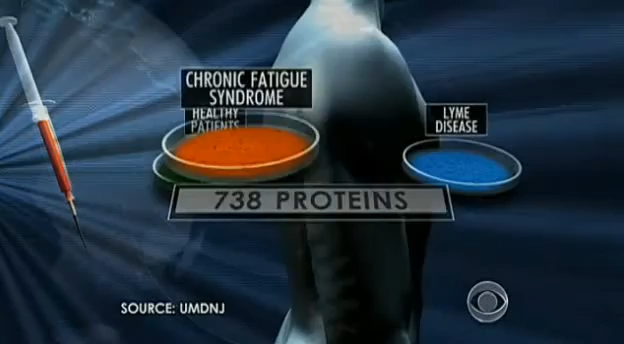 CHRONIC FATIGUE
SYNDROME
HEALTHY
PATIENTS
LYME
DISEASE
738 PROTEINS
SOURCE: UMDNJ